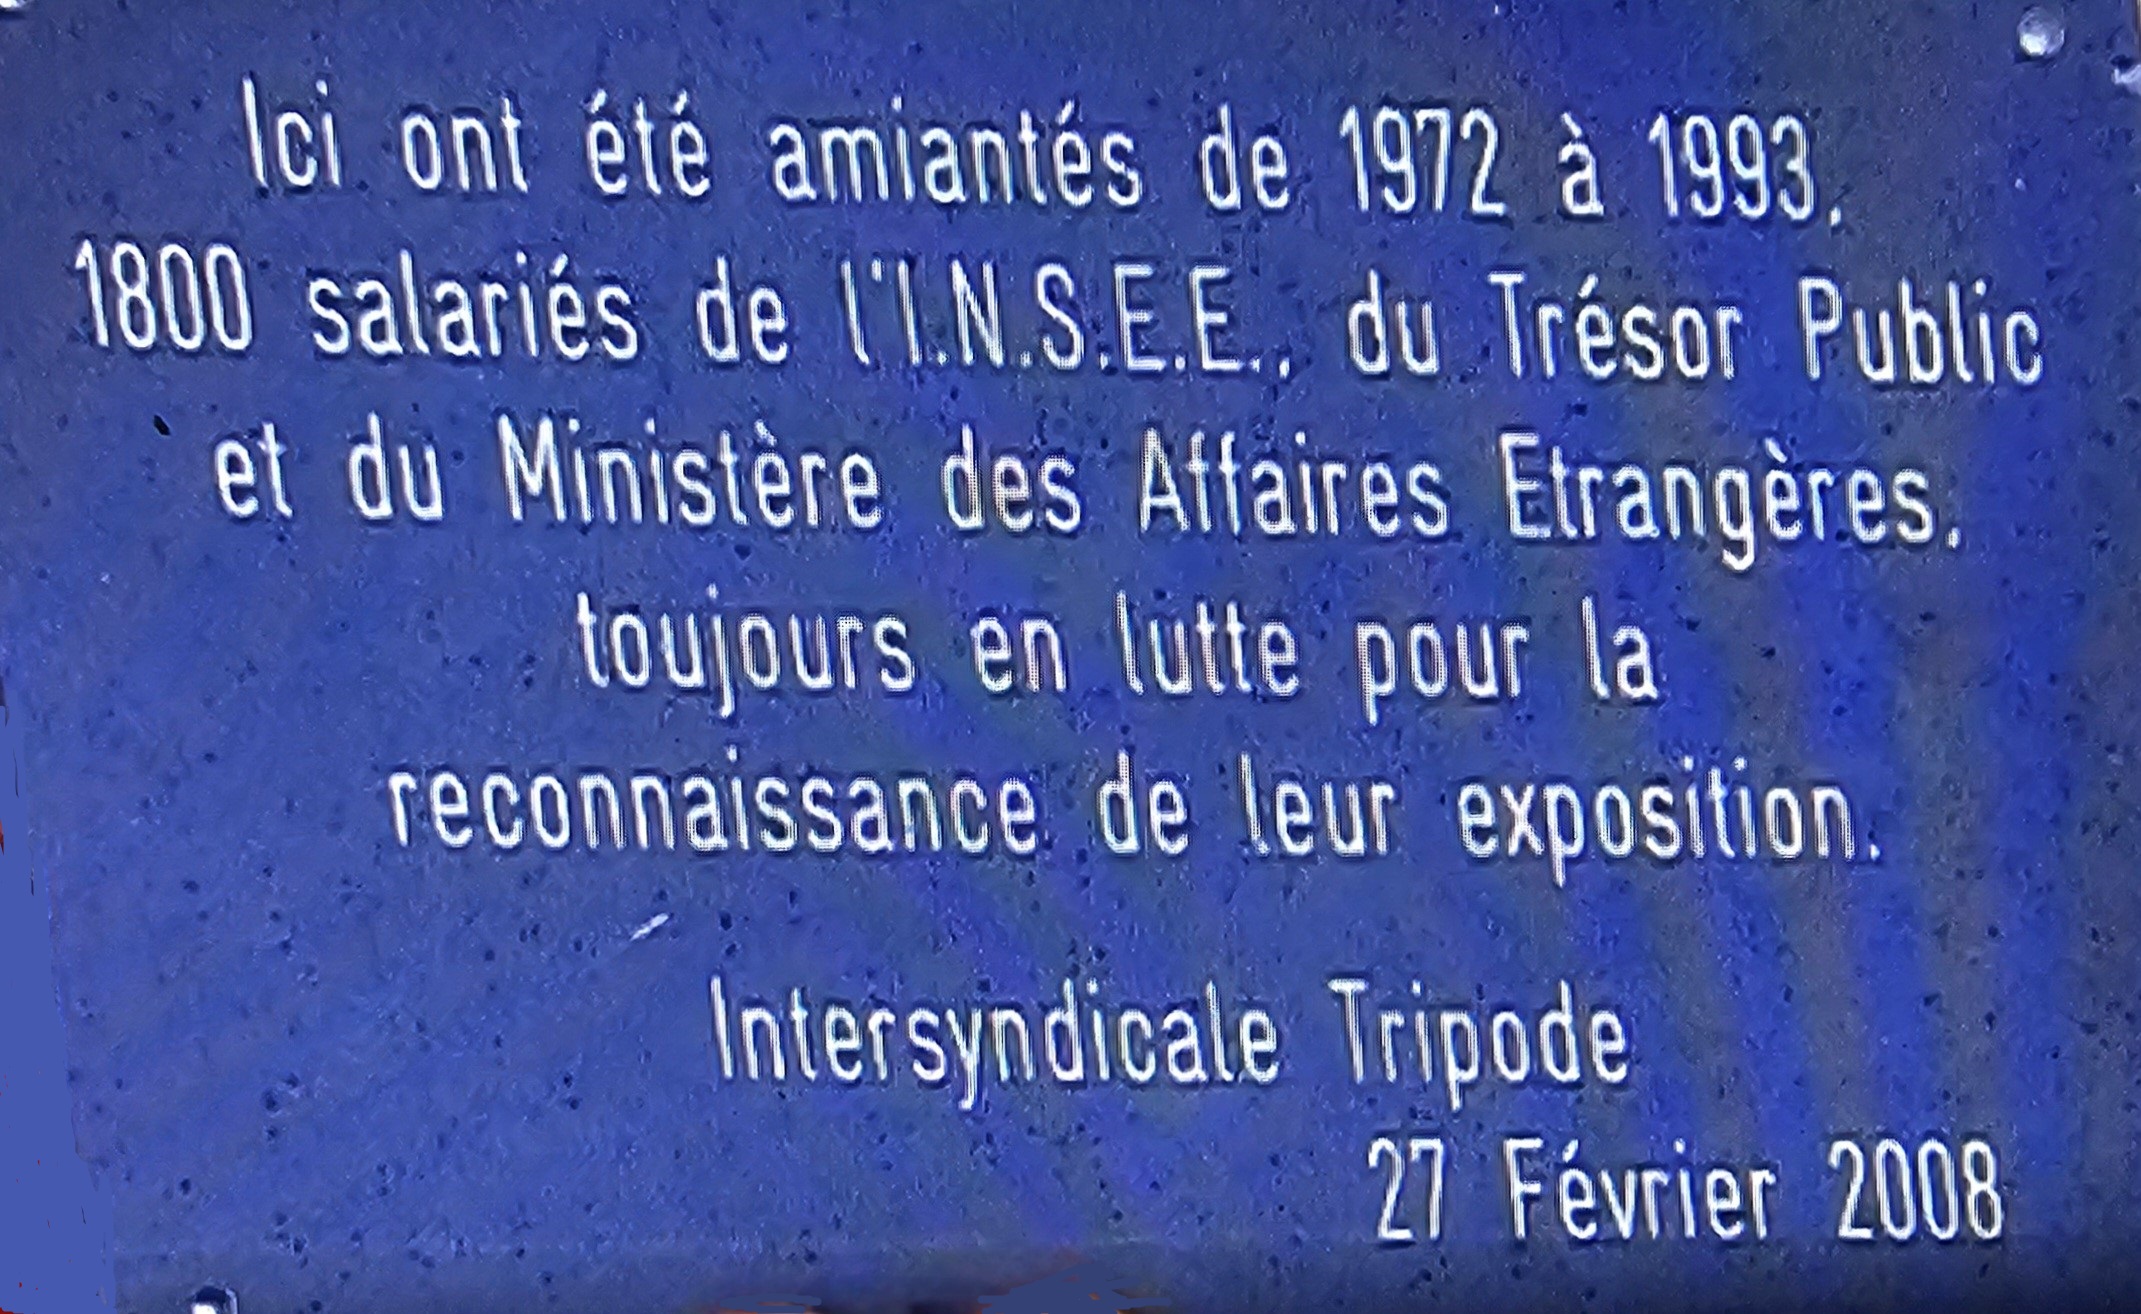 Ici ont été amiantés de 1972 à 1993,
1800 salariés de l'I.N.S.E.E., du Trésor Public
et du Ministère des Affaires Etrangères,
toujours en lutte pour la
reconnaissance de leur exposition.
Intersyndicale Tripode
27 Février 2008